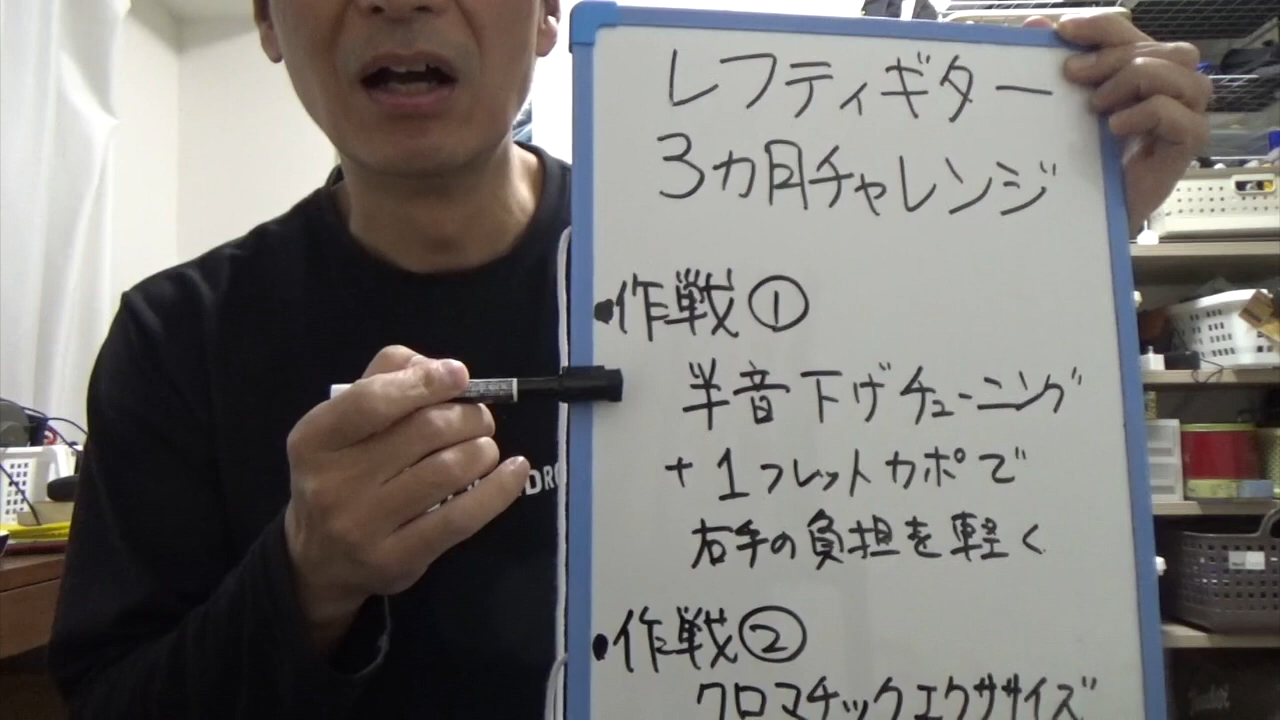 レフティギター
3カ月チャレンジ
・作戦①
半音下げチューニング
+1フレットカポで
右手の負担を軽く
・作戦②
クロマチックエクササイズ